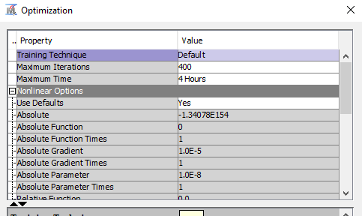 Optimization
.. Property Value
Training Technique Default
Maximum Iterations 400
Maximum Time 4 Hours
Nonlinear Options
Use Defaults Yes
Absolute -1.34078E154
Absolute Function 0
Absolute Function Times 1
Absolute Gradient 1.0E-5
Absolute Gradient Times 1
Absolute Parameter 1.0E-8
Absolute Parameter Times 1
Relative Function 0.0